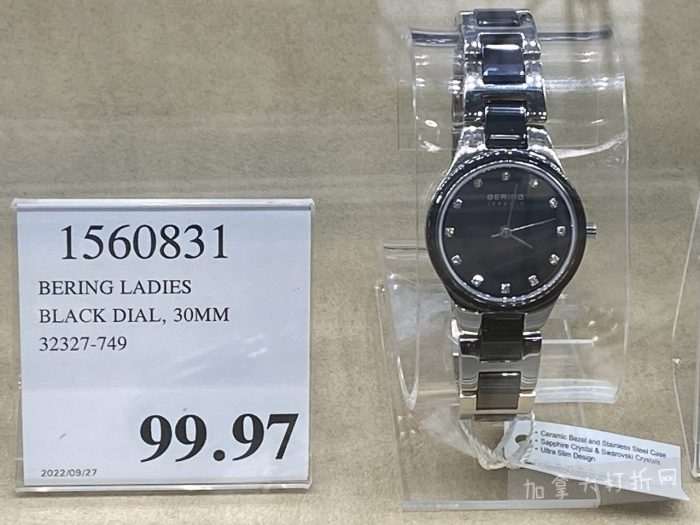 1560831
BERING LADIES
BLACK DIAL, 30MM
32327-749
99.97
2022/09/27
BERING
• Ceramic Bezel and Stainless Steel Case
• Sapphire Crystal & Swarovski Crystals
• Ultra Slim Design
加拿大打折网